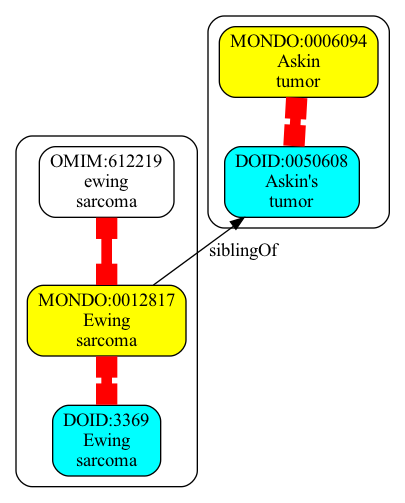 MONDO:0006094
Askin
tumor
OMIM:612219
ewing
sarcoma
DOID:0050608
Askin's
tumor
siblingOf
MONDO:0012817
Ewing
sarcoma
DOID:3369
Ewing
sarcoma